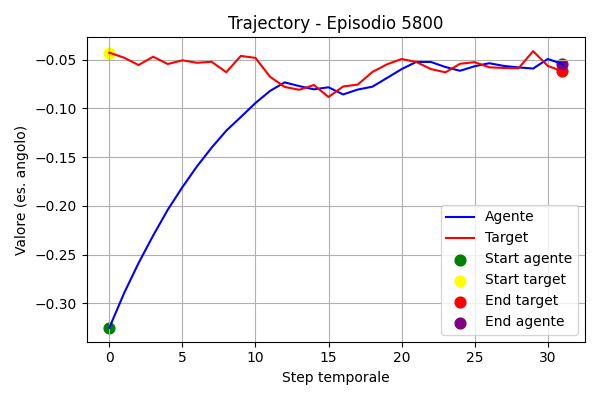 Trajectory - Episodio 5800
Valore (es. angolo)
−0.05
−0.10
−0.15
−0.20
−0.25
−0.30
0
5
10
15
20
25
30
Step temporale
Agente
Target
Start agente
Start target
End target
End agente